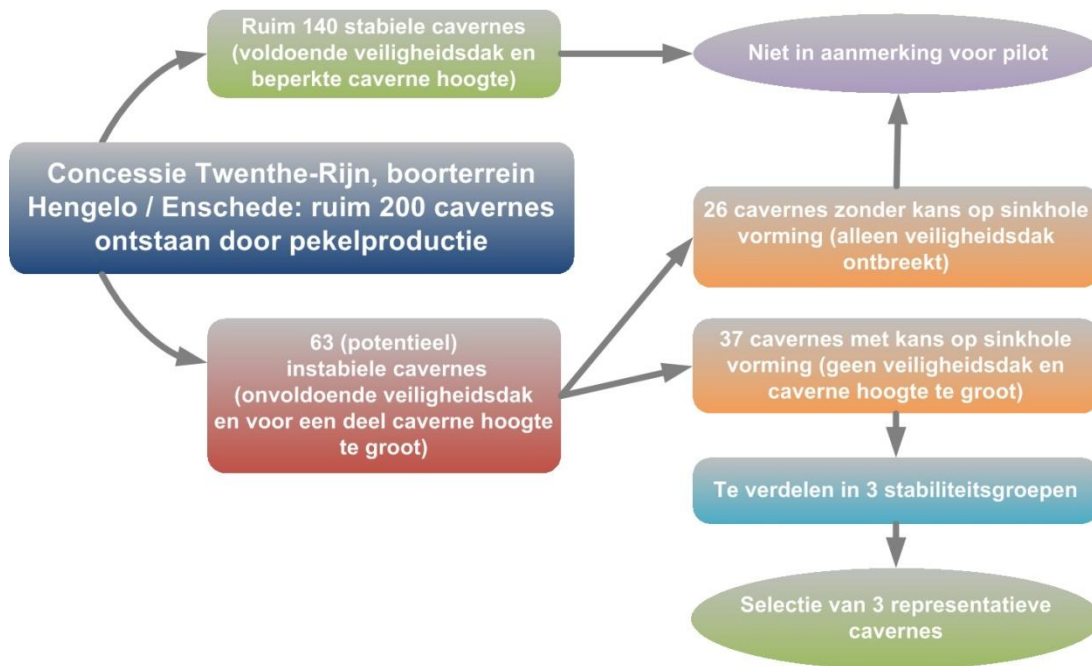 Ruim 140 stabiele cavernes
(voldoende veiligheidsdak en
beperkte caverne hoogte)
Niet in aanmerking voor pilot
Concessie Twenthe-Rijn, boorterrein
Hengelo / Enschede: ruim 200 cavernes
ontstaan door pekelproductie
26 cavernes zonder kans op sinkhole
vorming (alleen veiligheidsdak
ontbreekt)
63 (potentieel)
instabiele cavernes
(onvoldoende veiligheidsdak
en voor een deel caverne hoogte
te groot)
37 cavernes met kans op sinkhole
vorming (geen veiligheidsdak en
caverne hoogte te groot)
Te verdelen in 3 stabiliteitsgroepen
Selectie van 3 representatieve
cavernes